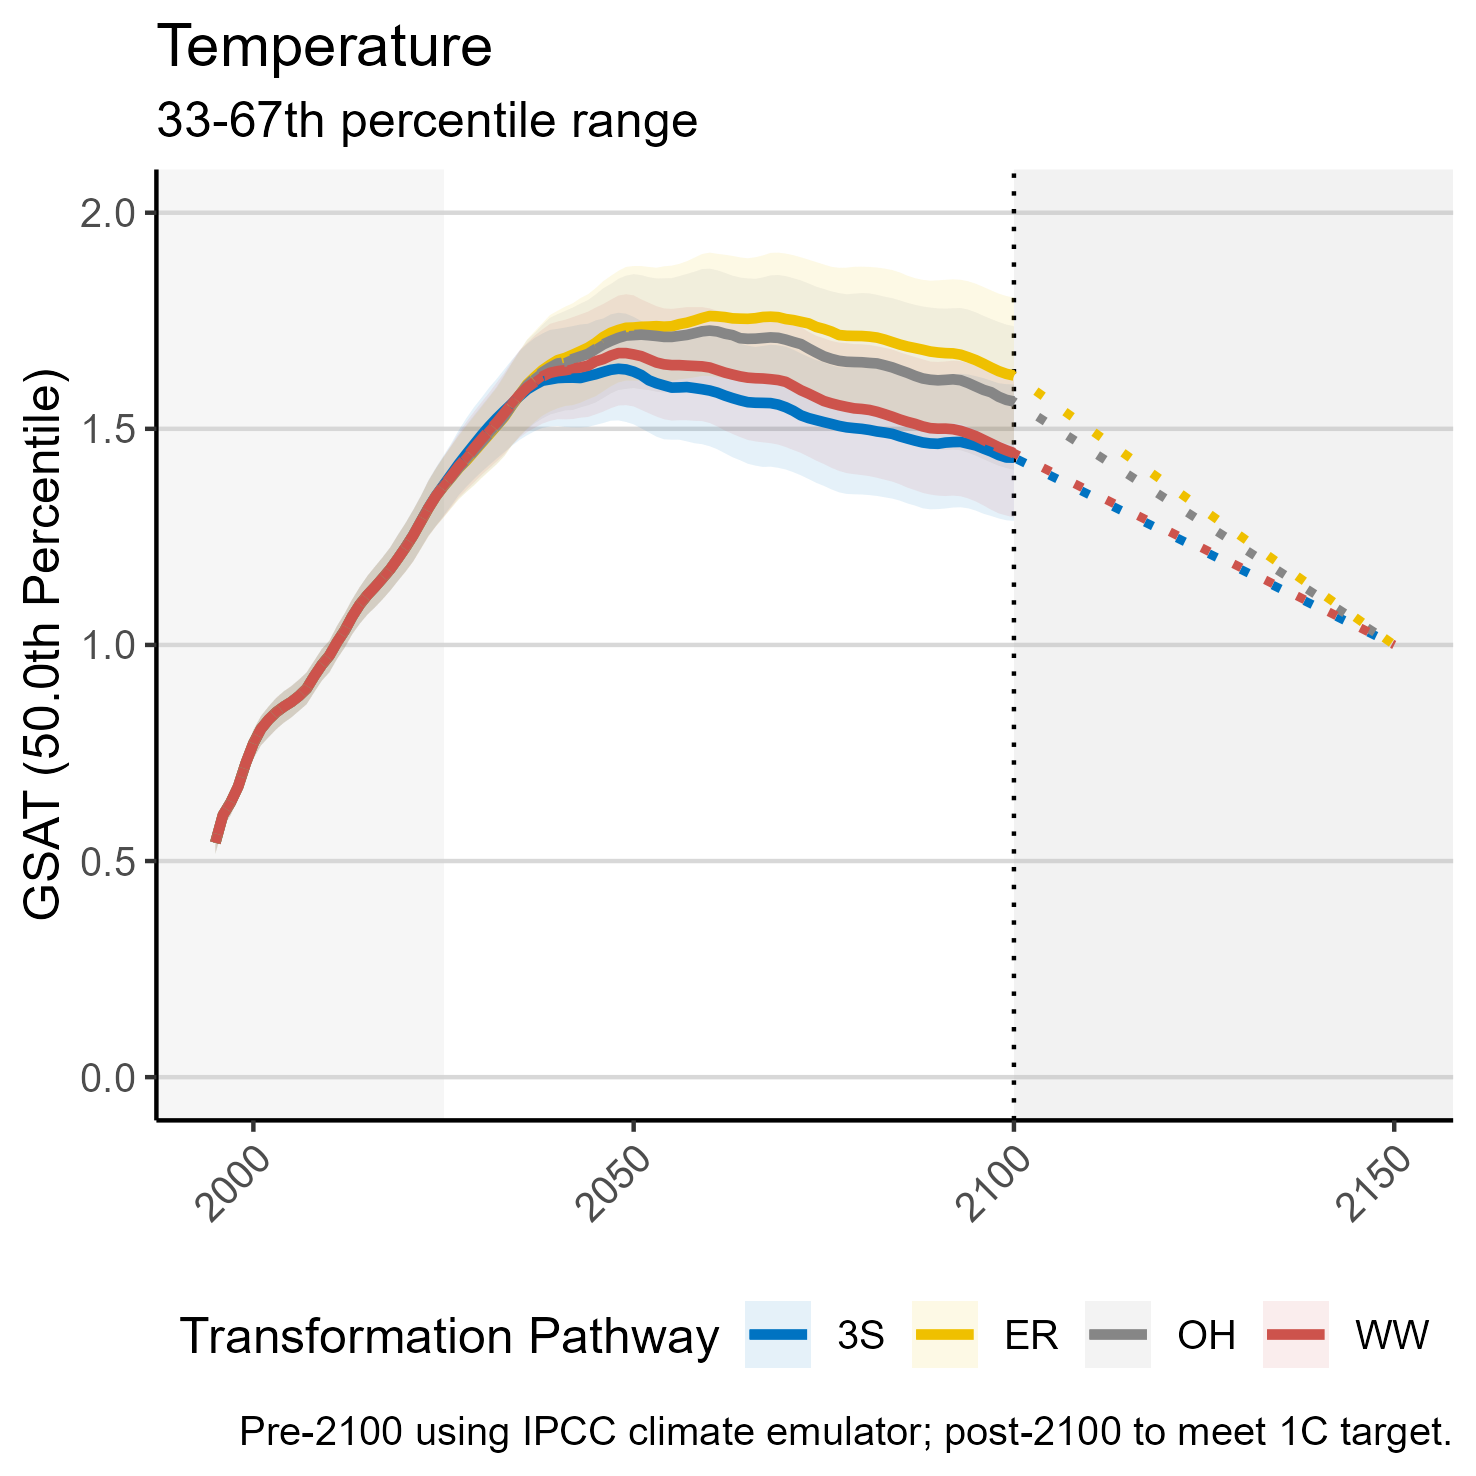 Temperature
33-67th percentile range
GSAT (50.0th Percentile)
2.0
1.5
1.0
0.5
0.0
2000
2050
2100
2150
Transformation Pathway 3S ER OH WW
Pre-2100 using IPCC climate emulator; post-2100 to meet 1C target.